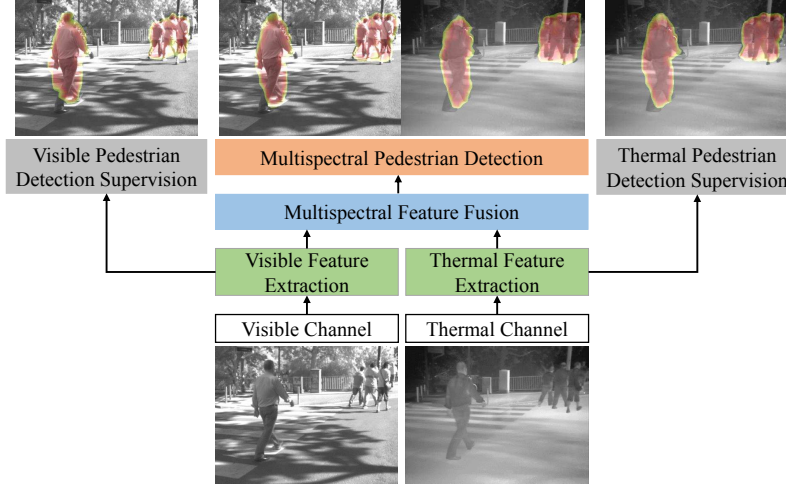 Visible Pedestrian
Detection Supervision
Multispectral Pedestrian Detection
Thermal Pedestrian
Detection Supervision
Multispectral Feature Fusion
Visible Feature
Extraction
Thermal Feature
Extraction
Visible Channel
Thermal Channel